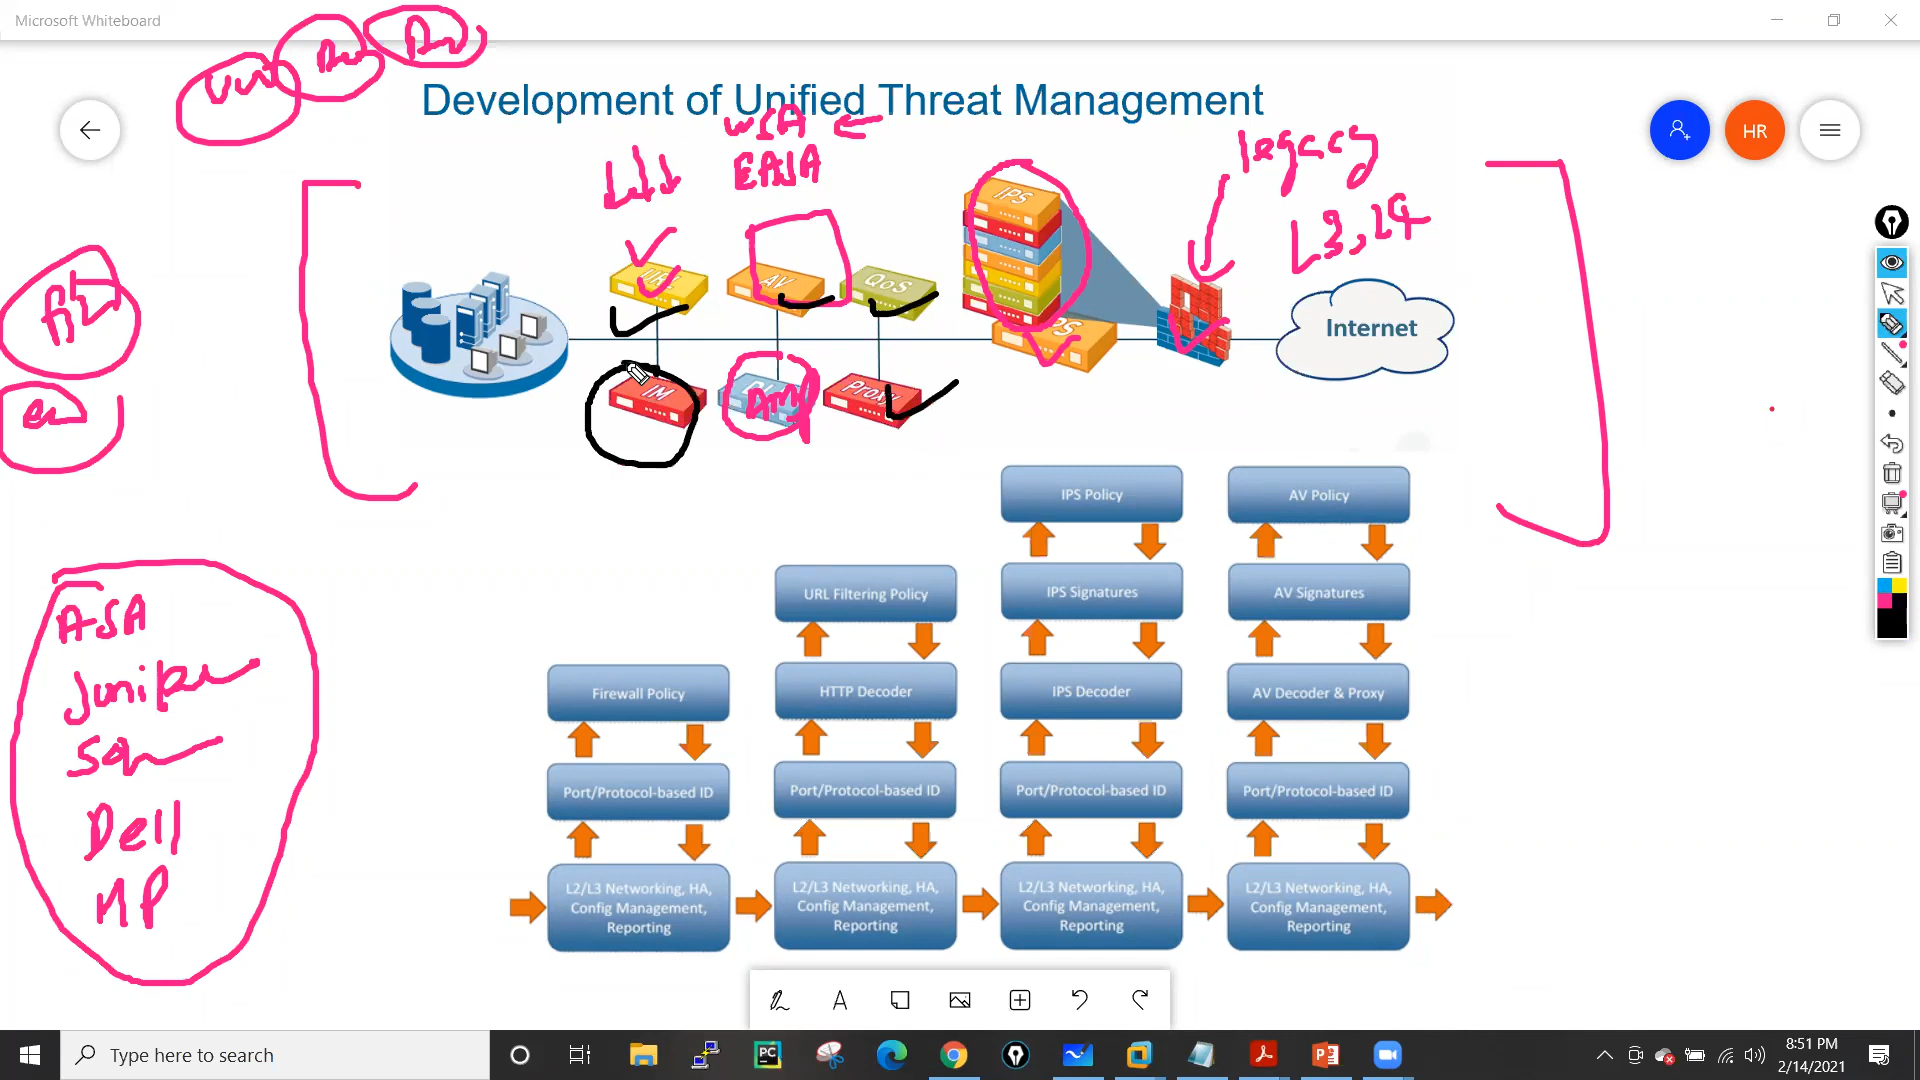 Microsoft Whiteboard
Development of Unified Threat Management
HR
WSA
ESA
legacy
L3, L4
IPS
URL
AV
QoS
IPS
Internet
IM
AMP
Proxy
ASA
Juniper
Dell
HP
IPS Policy
AV Policy
URL Filtering Policy
IPS Signatures
AV Signatures
Firewall Policy
HTTP Decoder
IPS Decoder
AV Decoder & Proxy
Port/Protocol-based ID
Port/Protocol-based ID
Port/Protocol-based ID
Port/Protocol-based ID
L2/L3 Networking, HA,
Config Management,
Reporting
L2/L3 Networking, HA,
Config Management,
Reporting
L2/L3 Networking, HA,
Config Management,
Reporting
L2/L3 Networking, HA,
Config Management,
Reporting
Type here to search
8:51 PM
2/14/2021